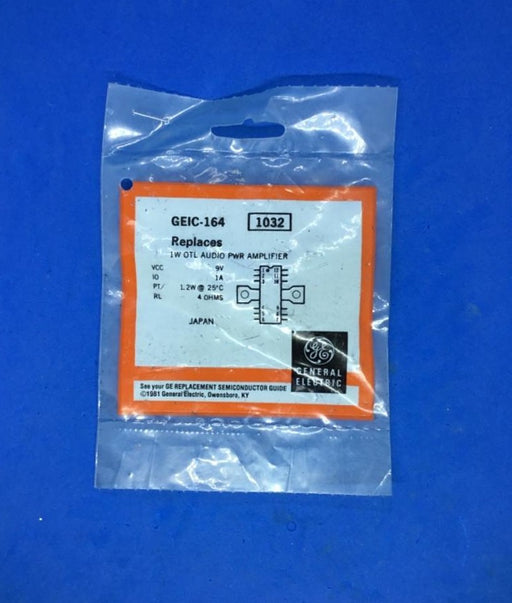 GEIC-164 1032
Replaces
1W OTL AUDIO PWR AMPLIFIER
VCC 9V
IO 1A
PT/ 1.2W @ 25°C
RL 4 OHMS
JAPAN
GE
GENERAL
ELECTRIC
See your GE REPLACEMENT SEMICONDUCTOR GUIDE
©1981 General Electric, Owensboro, KY